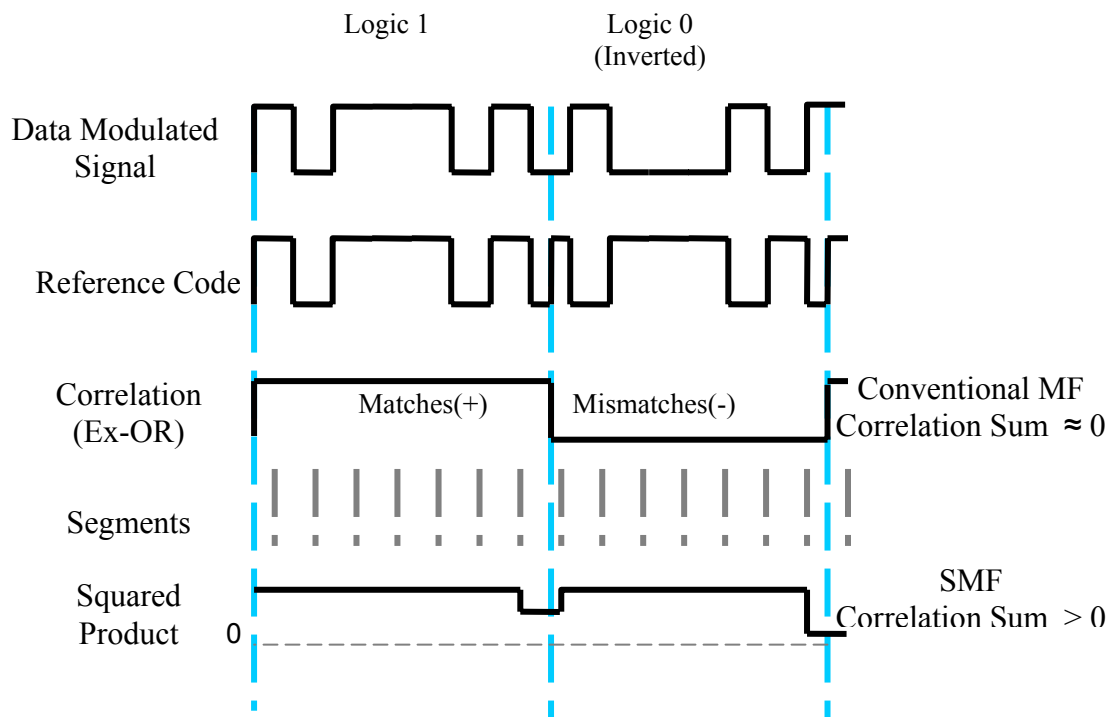 Logic 1
Logic 0
(Inverted)
Data Modulated
Signal
Reference Code
Correlation
(Ex-OR)
Matches(+)
Mismatches(-)
Conventional MF
Correlation Sum ≈ 0
Segments
Squared
Product
0
SMF
Correlation Sum > 0